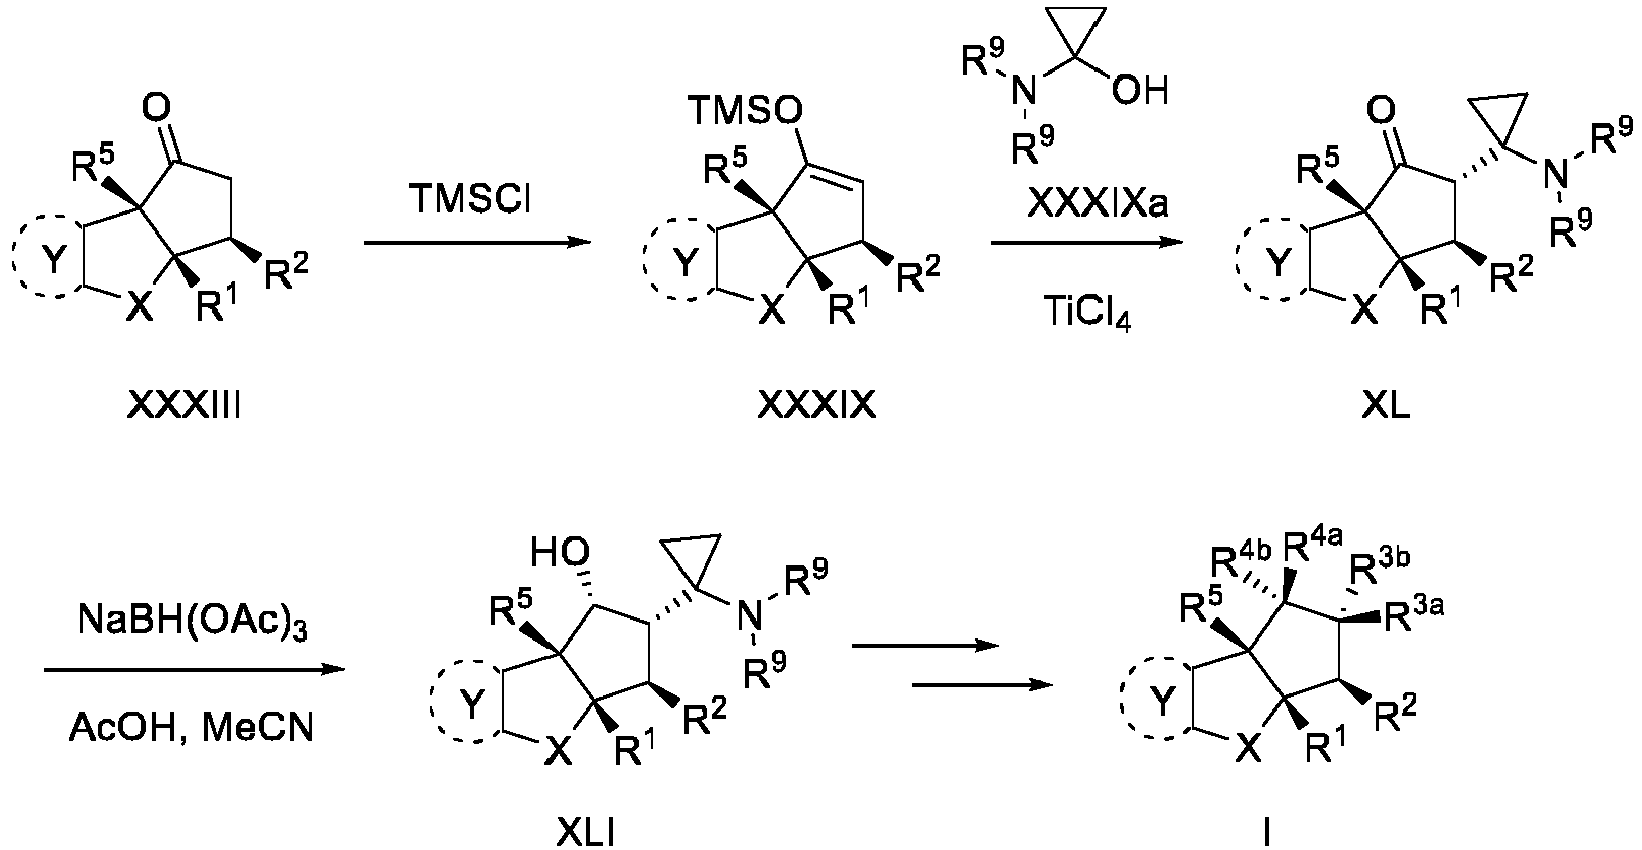 O
R⁵
Y
X
R¹
R²
XXXIII
TMSCl
TMSO
R⁵
Y
X
R¹
R²
XXXIX
R⁹
N
R⁹
OH
XXXIXa
TiCl₄
O
R⁵
Y
X
R¹
R²
N
R⁹
R⁹
XL
NaBH(OAc)₃
AcOH, MeCN
HO
R⁵
Y
X
R¹
R²
N
R⁹
R⁹
XLI
R⁴ᵇ
R⁴ᵃ
R³ᵇ
R³ᵃ
R⁵
Y
X
R¹
R²
I